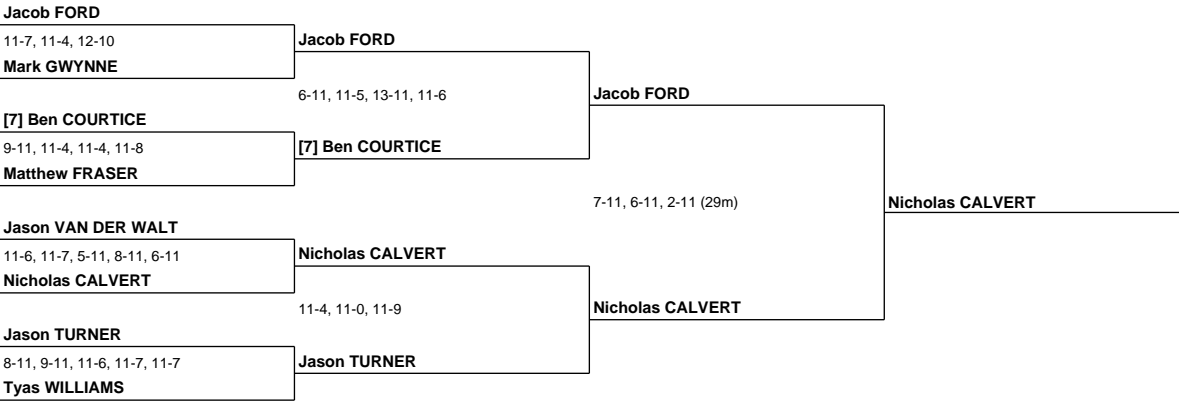 Jacob FORD
11-7, 11-4, 12-10
Jacob FORD
Mark GWYNNE
6-11, 11-5, 13-11, 11-6
Jacob FORD
[7] Ben COURTICE
9-11, 11-4, 11-4, 11-8
[7] Ben COURTICE
Matthew FRASER
7-11, 6-11, 2-11 (29m)
Nicholas CALVERT
Jason VAN DER WALT
11-6, 11-7, 5-11, 8-11, 6-11
Nicholas CALVERT
Nicholas CALVERT
11-4, 11-0, 11-9
Nicholas CALVERT
Jason TURNER
8-11, 9-11, 11-6, 11-7, 11-7
Jason TURNER
Tyas WILLIAMS